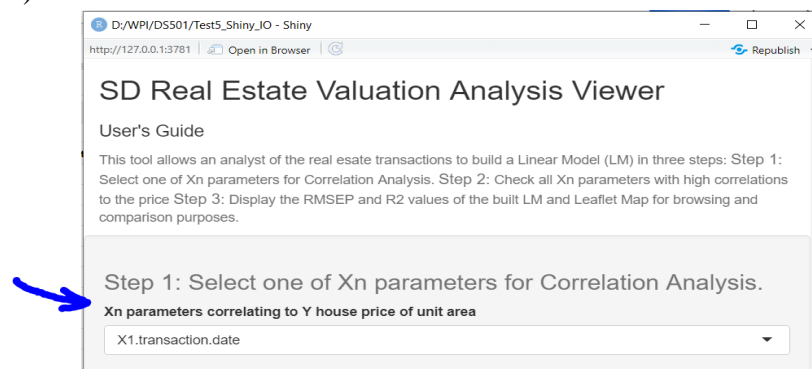 D:/WPI/DS501/Test5_Shiny_IO - Shiny
http://127.0.0.1:3781 Open in Browser Republish
SD Real Estate Valuation Analysis Viewer
User's Guide
This tool allows an analyst of the real esate transactions to build a Linear Model (LM) in three steps: Step 1:
Select one of Xn parameters for Correlation Analysis. Step 2: Check all Xn parameters with high correlations
to the price Step 3: Display the RMSEP and R2 values of the built LM and Leaflet Map for browsing and
comparison purposes.
Step 1: Select one of Xn parameters for Correlation Analysis.
Xn parameters correlating to Y house price of unit area
X1.transaction.date